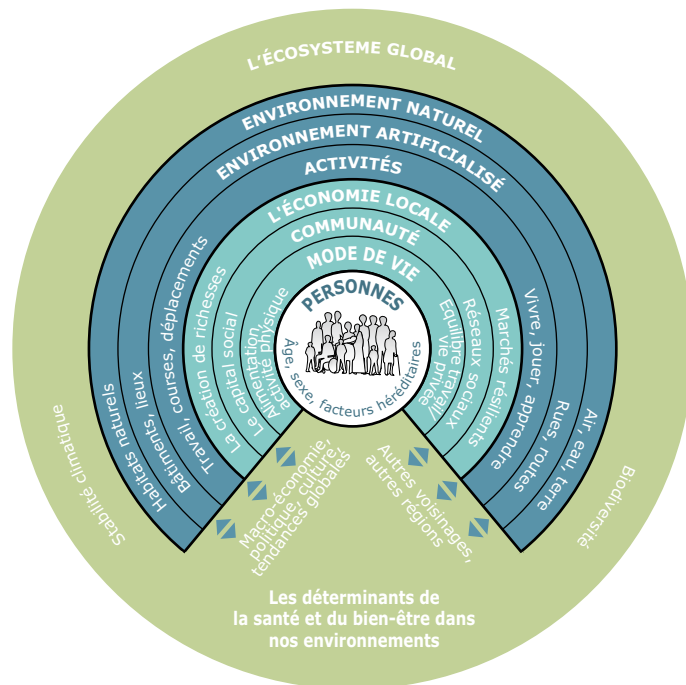 L'ÉCOSYSTEME GLOBAL
ENVIRONNEMENT NATUREL
ENVIRONNEMENT ARTIFICIALISÉ
ACTIVITÉS
L'ÉCONOMIE LOCALE
COMMUNAUTÉ
MODE DE VIE
PERSONNES
Âge, sexe, facteurs héréditaires
Stabilité climatique
Habitats naturels
Bâtiments, lieux
Travail, courses, déplacements
La création de richesses
Le capital social
Alimentation,
activité physique
Equilibre travail/
vie privée
Réseaux sociaux
Marchés résilients
Vivre, jouer, apprendre
Rues, routes
Air, eau, terre
Biodiversité
Macro-économie,
politique, culture,
tendances globales
Autres voisinages,
autres régions
Les déterminants de
la santé et du bien-être dans
nos environnements